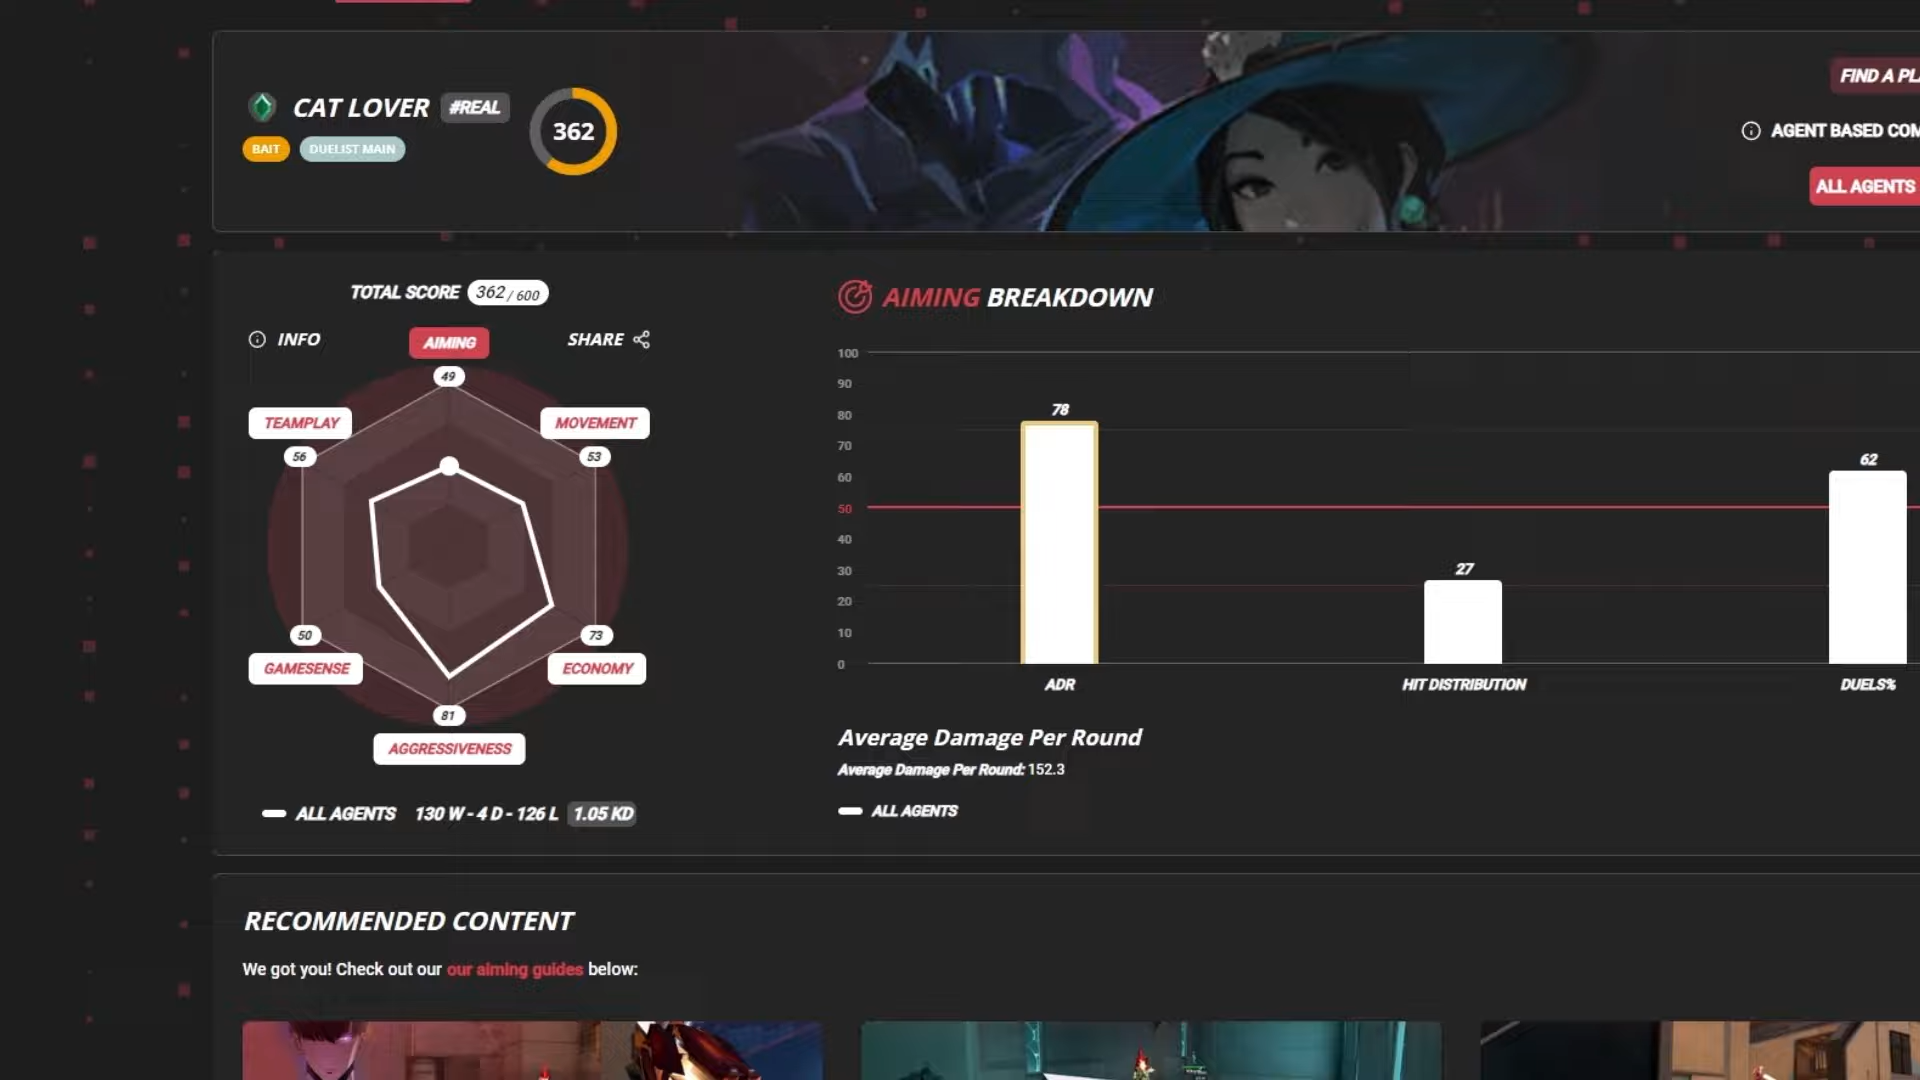 CAT LOVER #REAL
BAIT DUELIST MAIN
362
FIND A PL
AGENT BASED COM
ALL AGENTS
TOTAL SCORE 362 / 600
INFO
AIMING
SHARE
49
TEAMPLAY
MOVEMENT
56
53
50
73
GAMESENSE
ECONOMY
81
AGGRESSIVENESS
ALL AGENTS 130 W - 4 D - 126 L 1.05 KD
AIMING BREAKDOWN
100
90
80
70
60
50
40
30
20
10
0
78
27
62
ADR
HIT DISTRIBUTION
DUELS%
Average Damage Per Round
Average Damage Per Round: 152.3
ALL AGENTS
RECOMMENDED CONTENT
We got you! Check out our our aiming guides below: